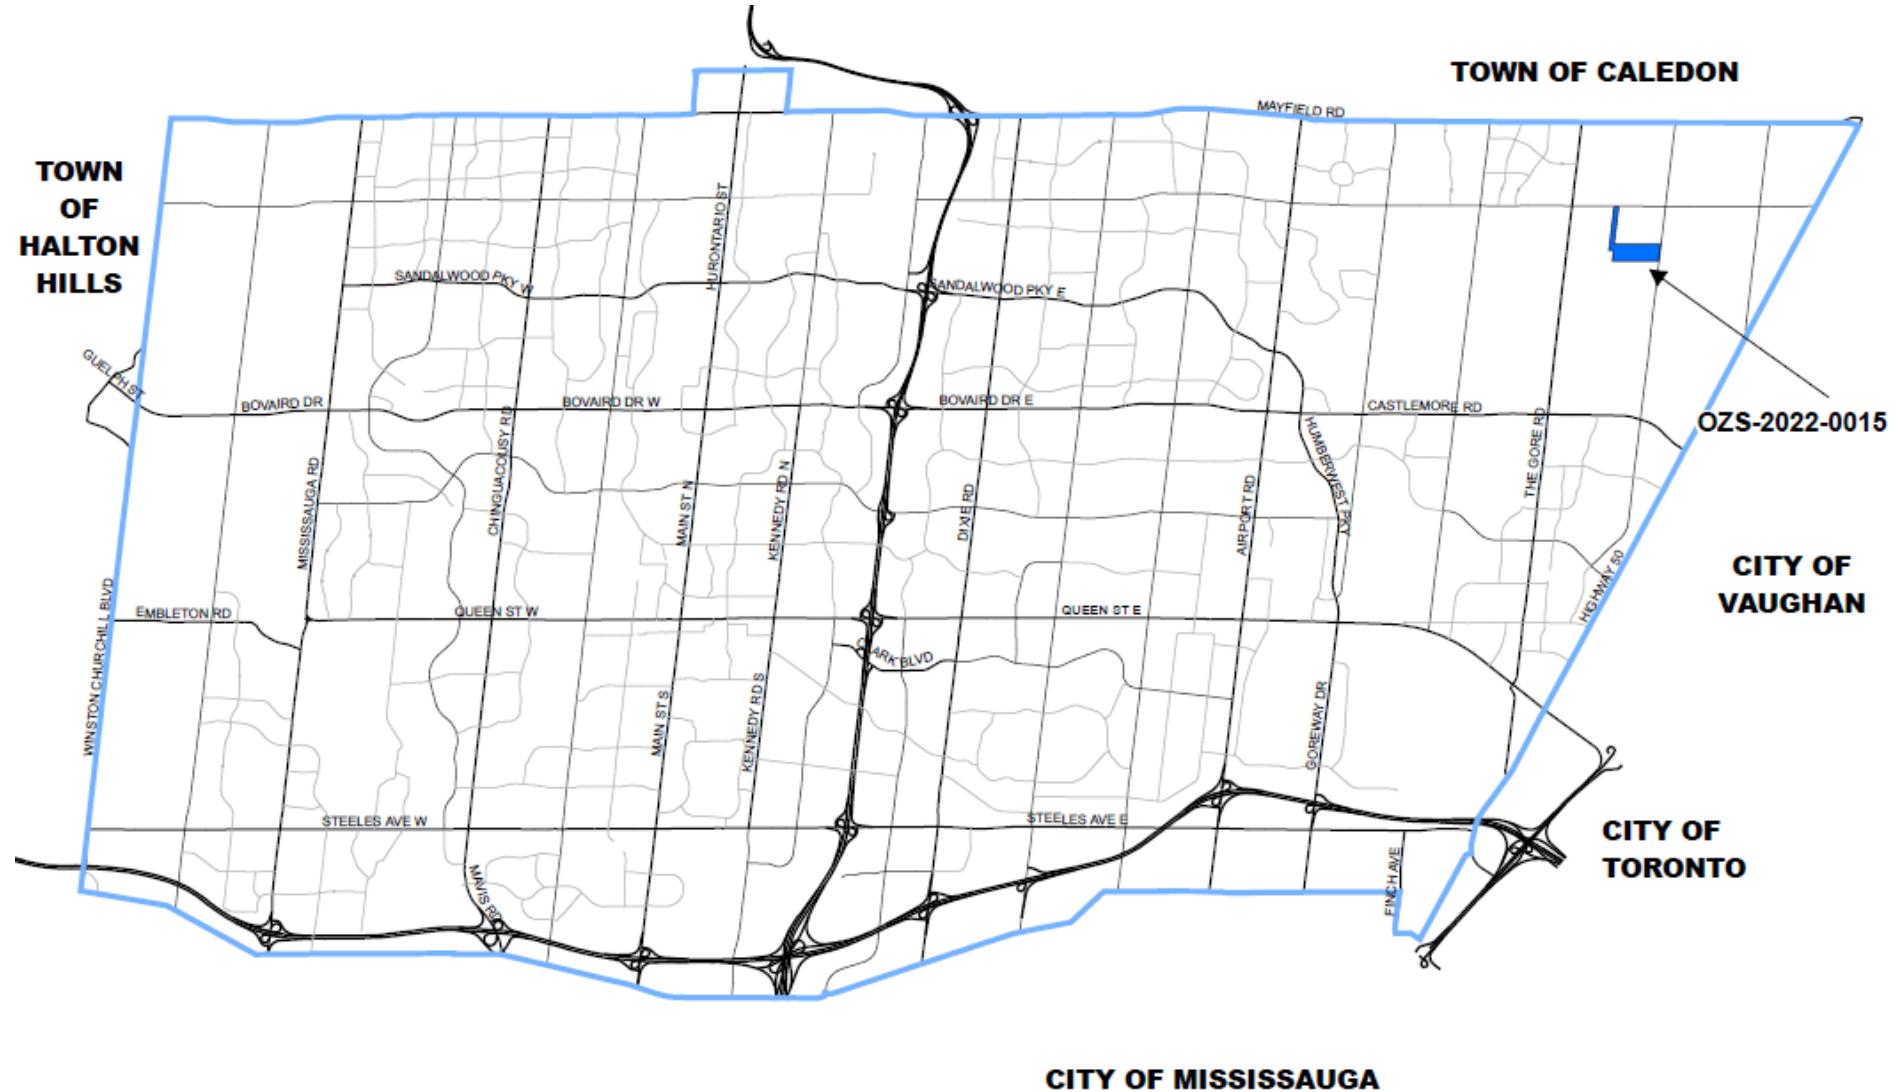 TOWN OF CALEDON
MAYFIELD RD
TOWN
OF
HALTON
HILLS
HURONTARIO ST
SANDALWOOD PKY W
SANDALWOOD PKY E
GUELPH ST
BOVAIRD DR
BOVAIRD DR W
BOVAIRD DR E
CASTLEMORE RD
OZS-2022-0015
MISSISSAUGA RD
CHINGUACOUSY RD
MAIN ST N
KENNEDY RD N
DIXIE RD
AIRPORT RD
HUMBERWEST PKY
THE GORE RD
HIGHWAY 50
CITY OF
VAUGHAN
WINSTON CHURCHILL BLVD
EMBLETON RD
QUEEN ST W
QUEEN ST E
CLARK BLVD
MAIN ST S
KENNEDY RD S
GOREWAY DR
STEELES AVE W
STEELES AVE E
CITY OF
TORONTO
MAVIS RD
FINCH AVE
CITY OF MISSISSAUGA